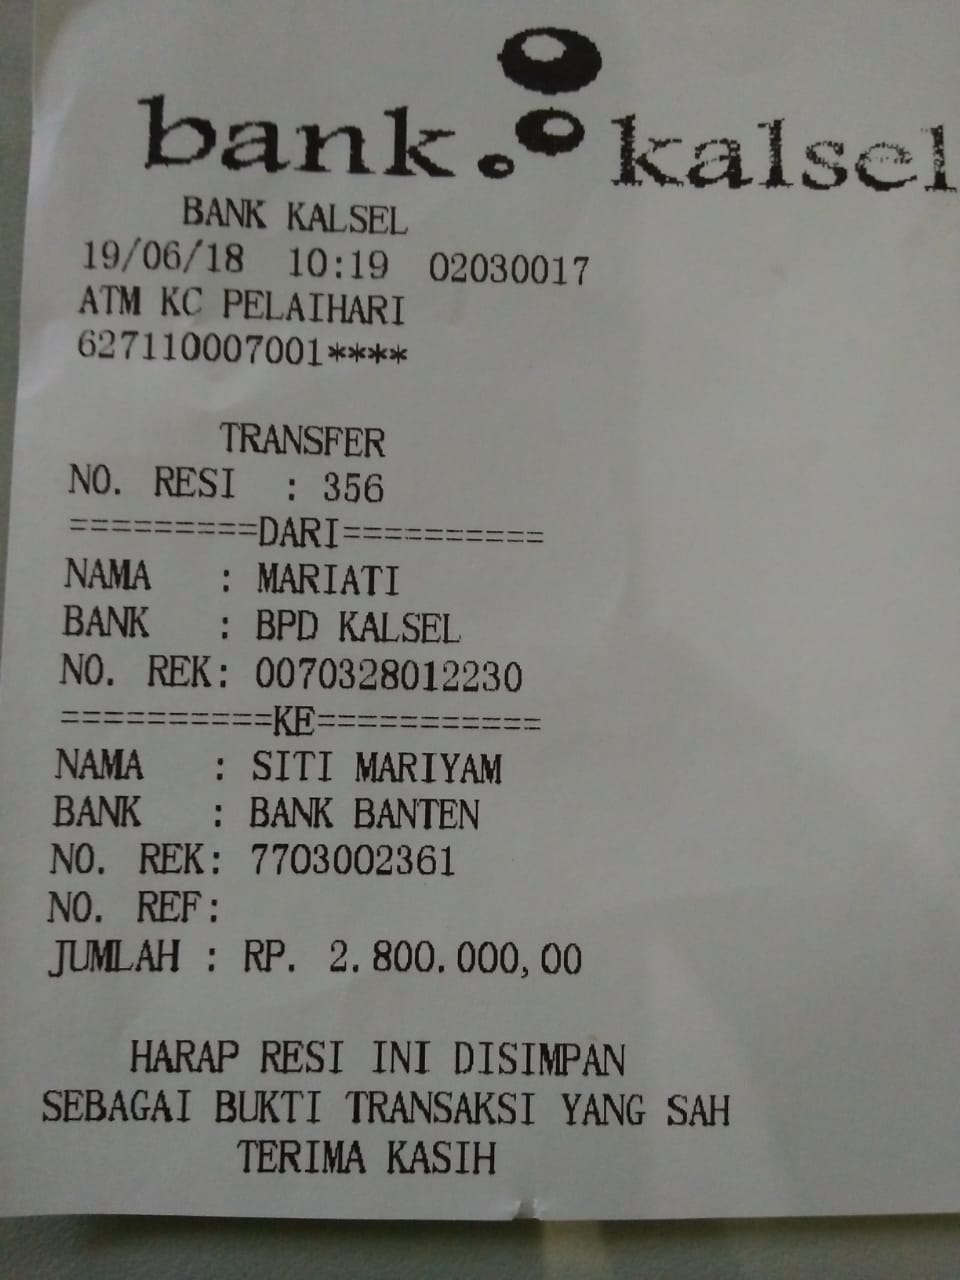 bank kalsel
BANK KALSEL
19/06/18 10:19 02030017
ATM KC PELAIHARI
627110007001****
TRANSFER
NO. RESI : 356
=========DARI==========
NAMA : MARIATI
BANK : BPD KALSEL
NO. REK: 0070328012230
==========KE===========
NAMA : SITI MARIYAM
BANK : BANK BANTEN
NO. REK: 7703002361
NO. REF:
JUMLAH : RP. 2.800.000,00
HARAP RESI INI DISIMPAN
SEBAGAI BUKTI TRANSAKSI YANG SAH
TERIMA KASIH